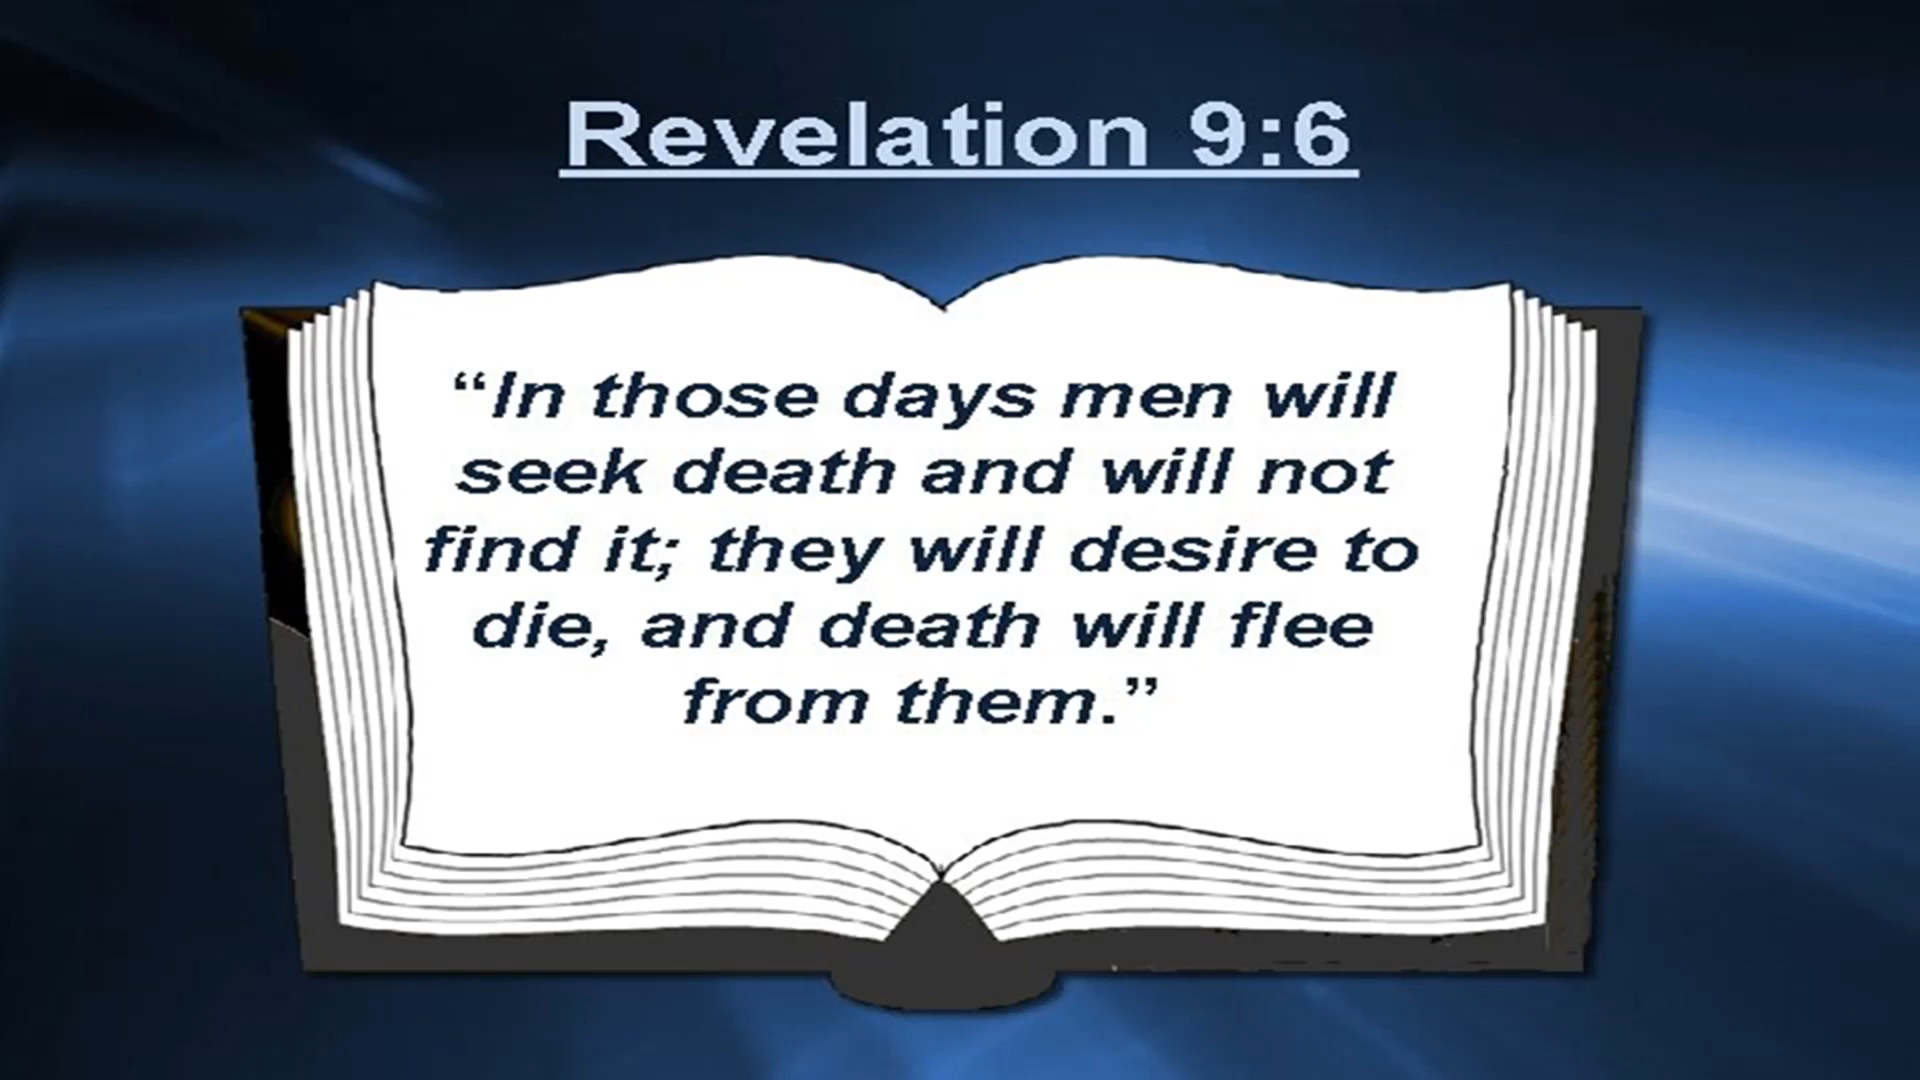 Revelation 9:6
“In those days men will
seek death and will not
find it; they will desire to
die, and death will flee
from them.”